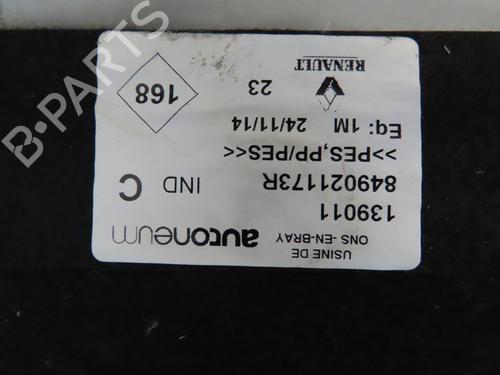 USINE DE
ONS -EN-BRAY
autoneum
139011
849021173R
IND C
>>PES,PP/PES<<
Eq: 1M 24/11/14
23
168
RENAULT
B-PARTS